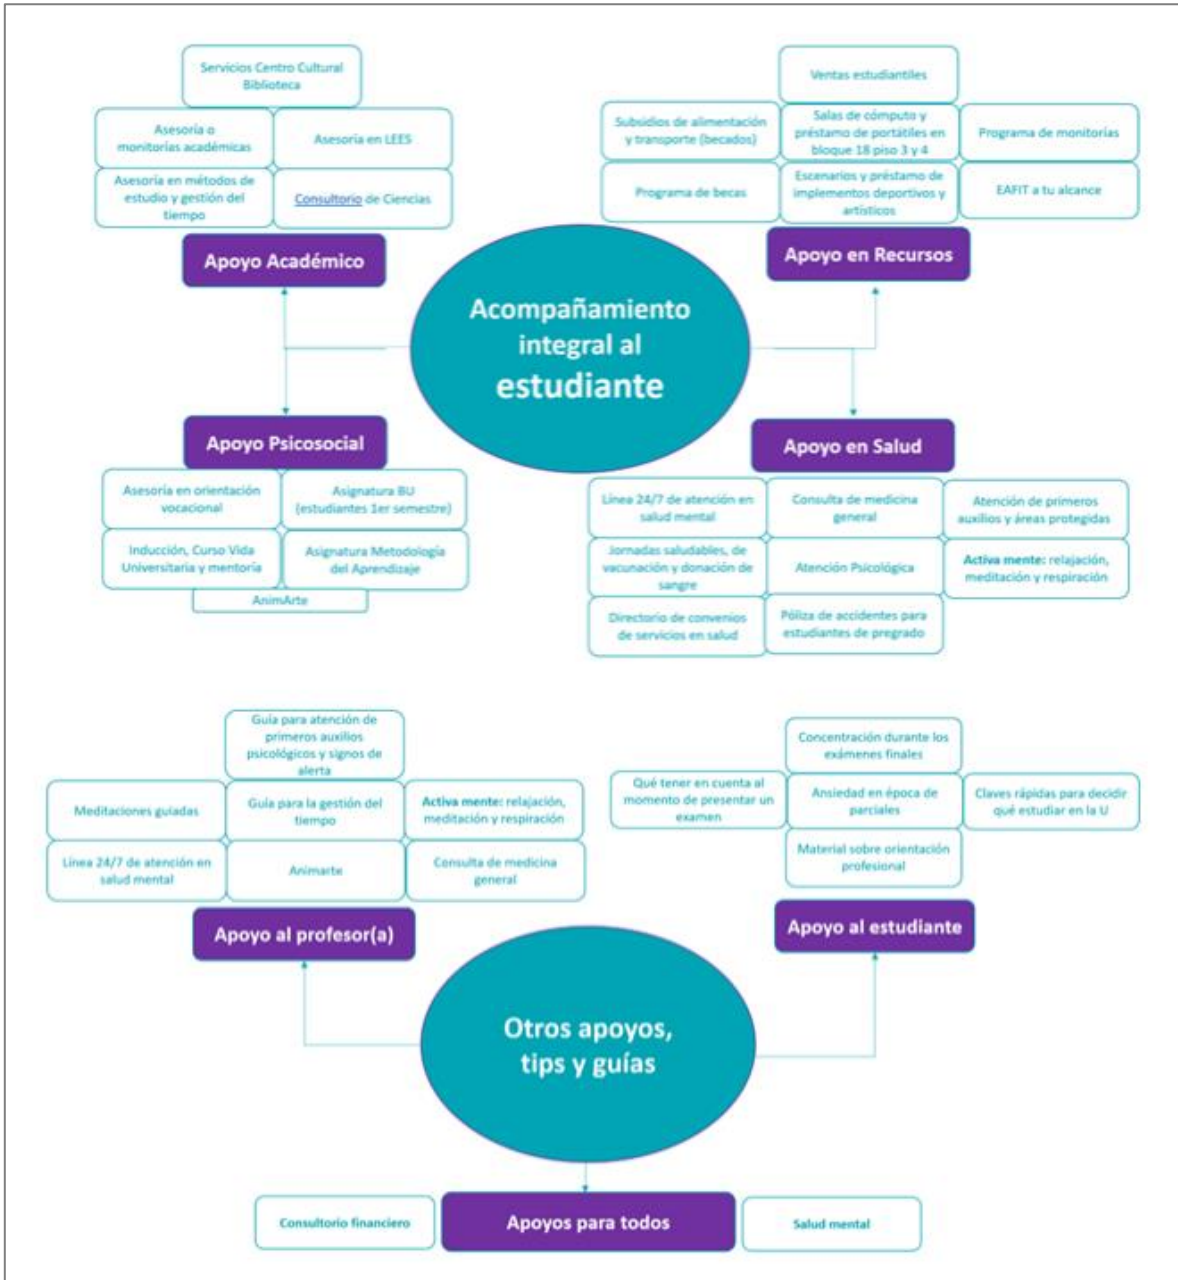 Servicios Centro Cultural
Biblioteca
Asesoría o
monitorías académicas
Asesoría en LEES
Asesoría en métodos de
estudio y gestión del
tiempo
Consultorio de Ciencias
Apoyo Académico
Ventas estudiantiles
Subsidios de alimentación
y transporte (becados)
Salas de cómputo y
préstamo de portátiles en
bloque 18 piso 3 y 4
Programa de monitorías
Programa de becas
Escenarios y préstamo de
implementos deportivos y
artísticos
EAFIT a tu alcance
Apoyo en Recursos
Acompañamiento
integral al
estudiante
Apoyo Psicosocial
Asesoría en orientación
vocacional
Asignatura BU
(estudiantes 1er semestre)
Inducción, Curso Vida
Universitaria y mentoría
Asignatura Metodología
del Aprendizaje
AnimArte
Apoyo en Salud
Línea 24/7 de atención en
salud mental
Consulta de medicina
general
Atención de primeros
auxilios y áreas protegidas
Jornadas saludables, de
vacunación y donación de
sangre
Atención Psicológica
Activa mente: relajación,
meditación y respiración
Directorio de convenios
de servicios en salud
Póliza de accidentes para
estudiantes de pregrado
Guía para atención de
primeros auxilios
psicológicos y signos de
alerta
Meditaciones guiadas
Guía para la gestión del
tiempo
Activa mente: relajación,
meditación y respiración
Línea 24/7 de atención en
salud mental
Animarte
Consulta de medicina
general
Apoyo al profesor(a)
Concentración durante los
exámenes finales
Qué tener en cuenta al
momento de presentar un
examen
Ansiedad en época de
parciales
Claves rápidas para decidir
qué estudiar en la U
Material sobre orientación
profesional
Apoyo al estudiante
Otros apoyos,
tips y guías
Consultorio financiero
Apoyos para todos
Salud mental